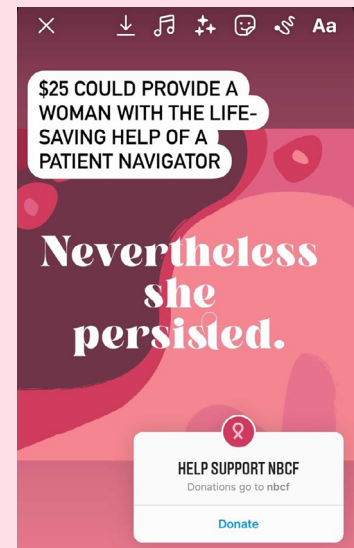 Aa
$25 COULD PROVIDE A
WOMAN WITH THE LIFE-
SAVING HELP OF A
PATIENT NAVIGATOR
Nevertheless
she
persisted.
HELP SUPPORT NBCF
Donations go to nbcf
Donate